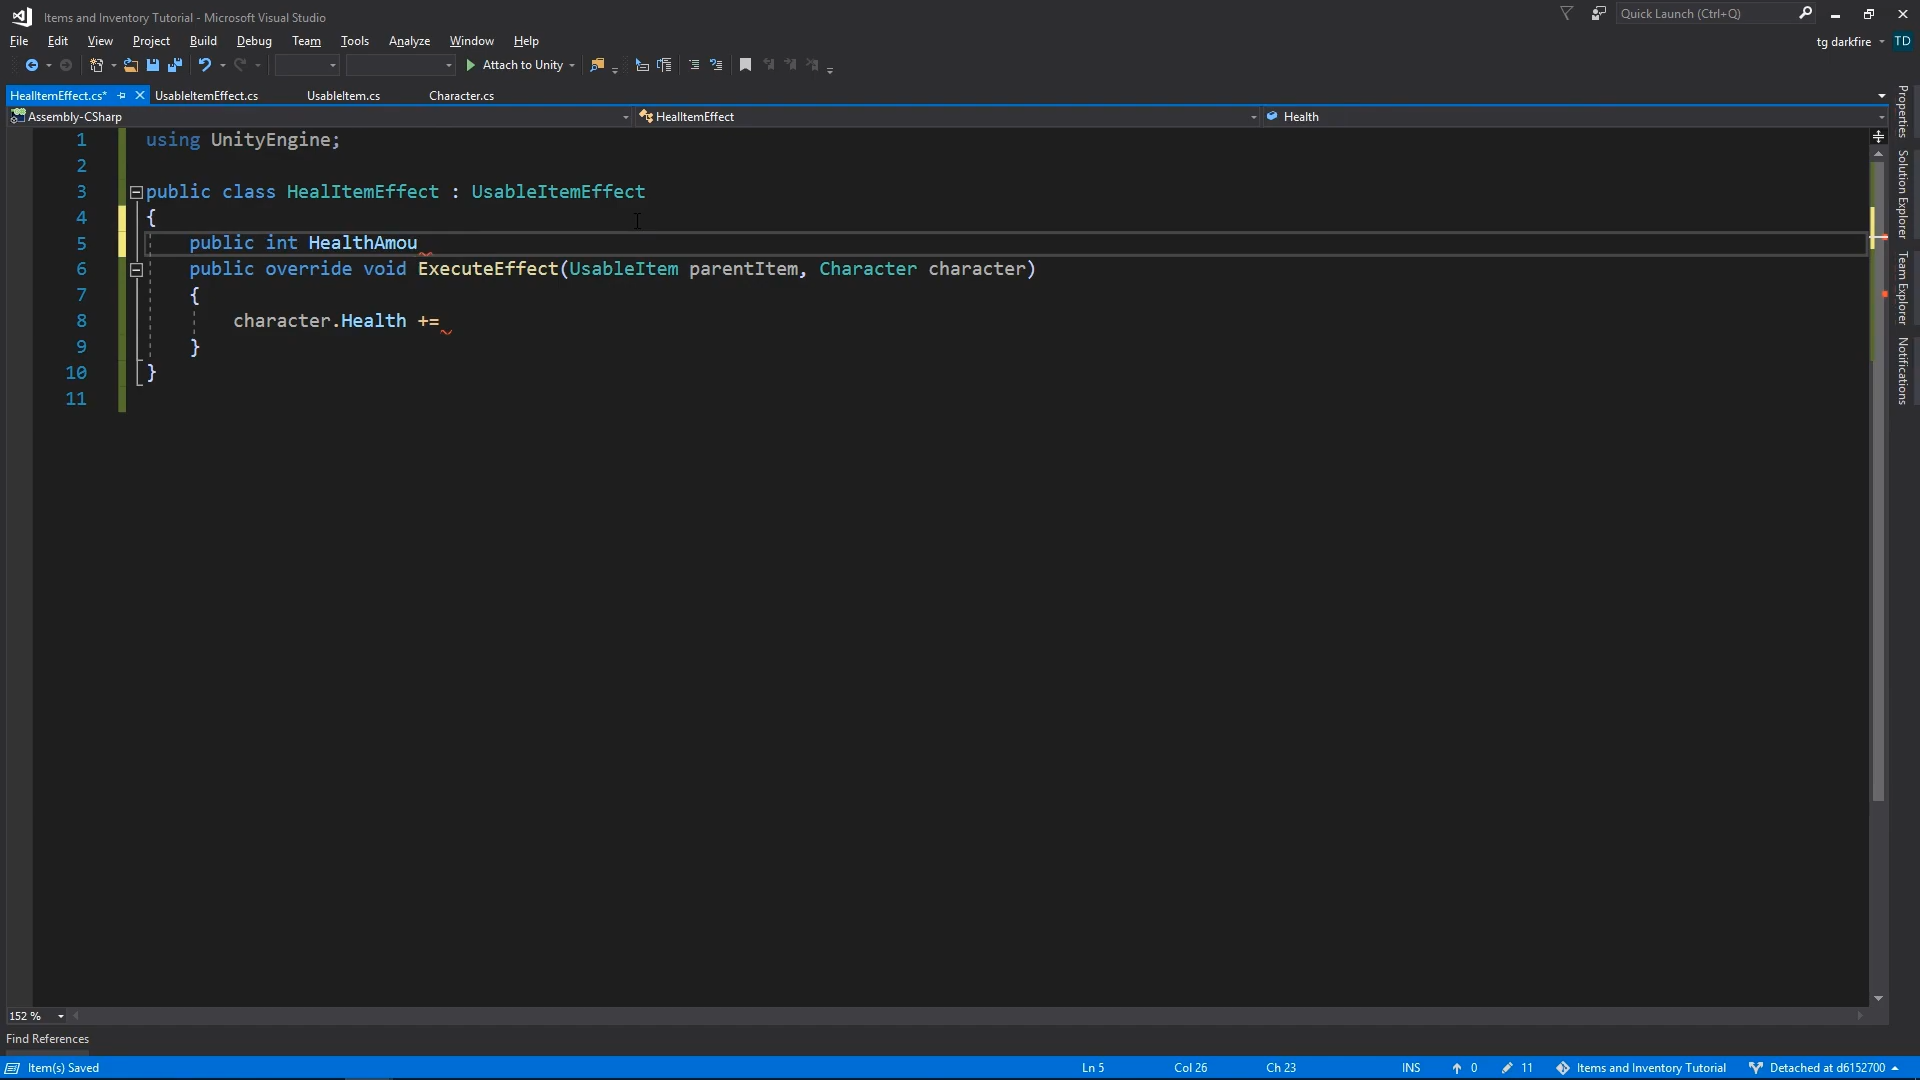 Items and Inventory Tutorial - Microsoft Visual Studio
Quick Launch (Ctrl+Q)
File Edit View Project Build Debug Team Tools Analyze Window Help
tg darkfire
TD
Attach to Unity
HealItemEffect.cs* UsableItemEffect.cs UsableItem.cs Character.cs
Assembly-CSharp HealItemEffect Health
1 using UnityEngine;
2
3 public class HealItemEffect : UsableItemEffect
4 {
5 public int HealthAmou
6 public override void ExecuteEffect(UsableItem parentItem, Character character)
7 {
8 character.Health +=
9 }
10 }
11
Properties
Solution Explorer
Team Explorer
Notifications
152 %
Find References
Item(s) Saved Ln 5 Col 26 Ch 23 INS 0 11 Items and Inventory Tutorial Detached at d6152700